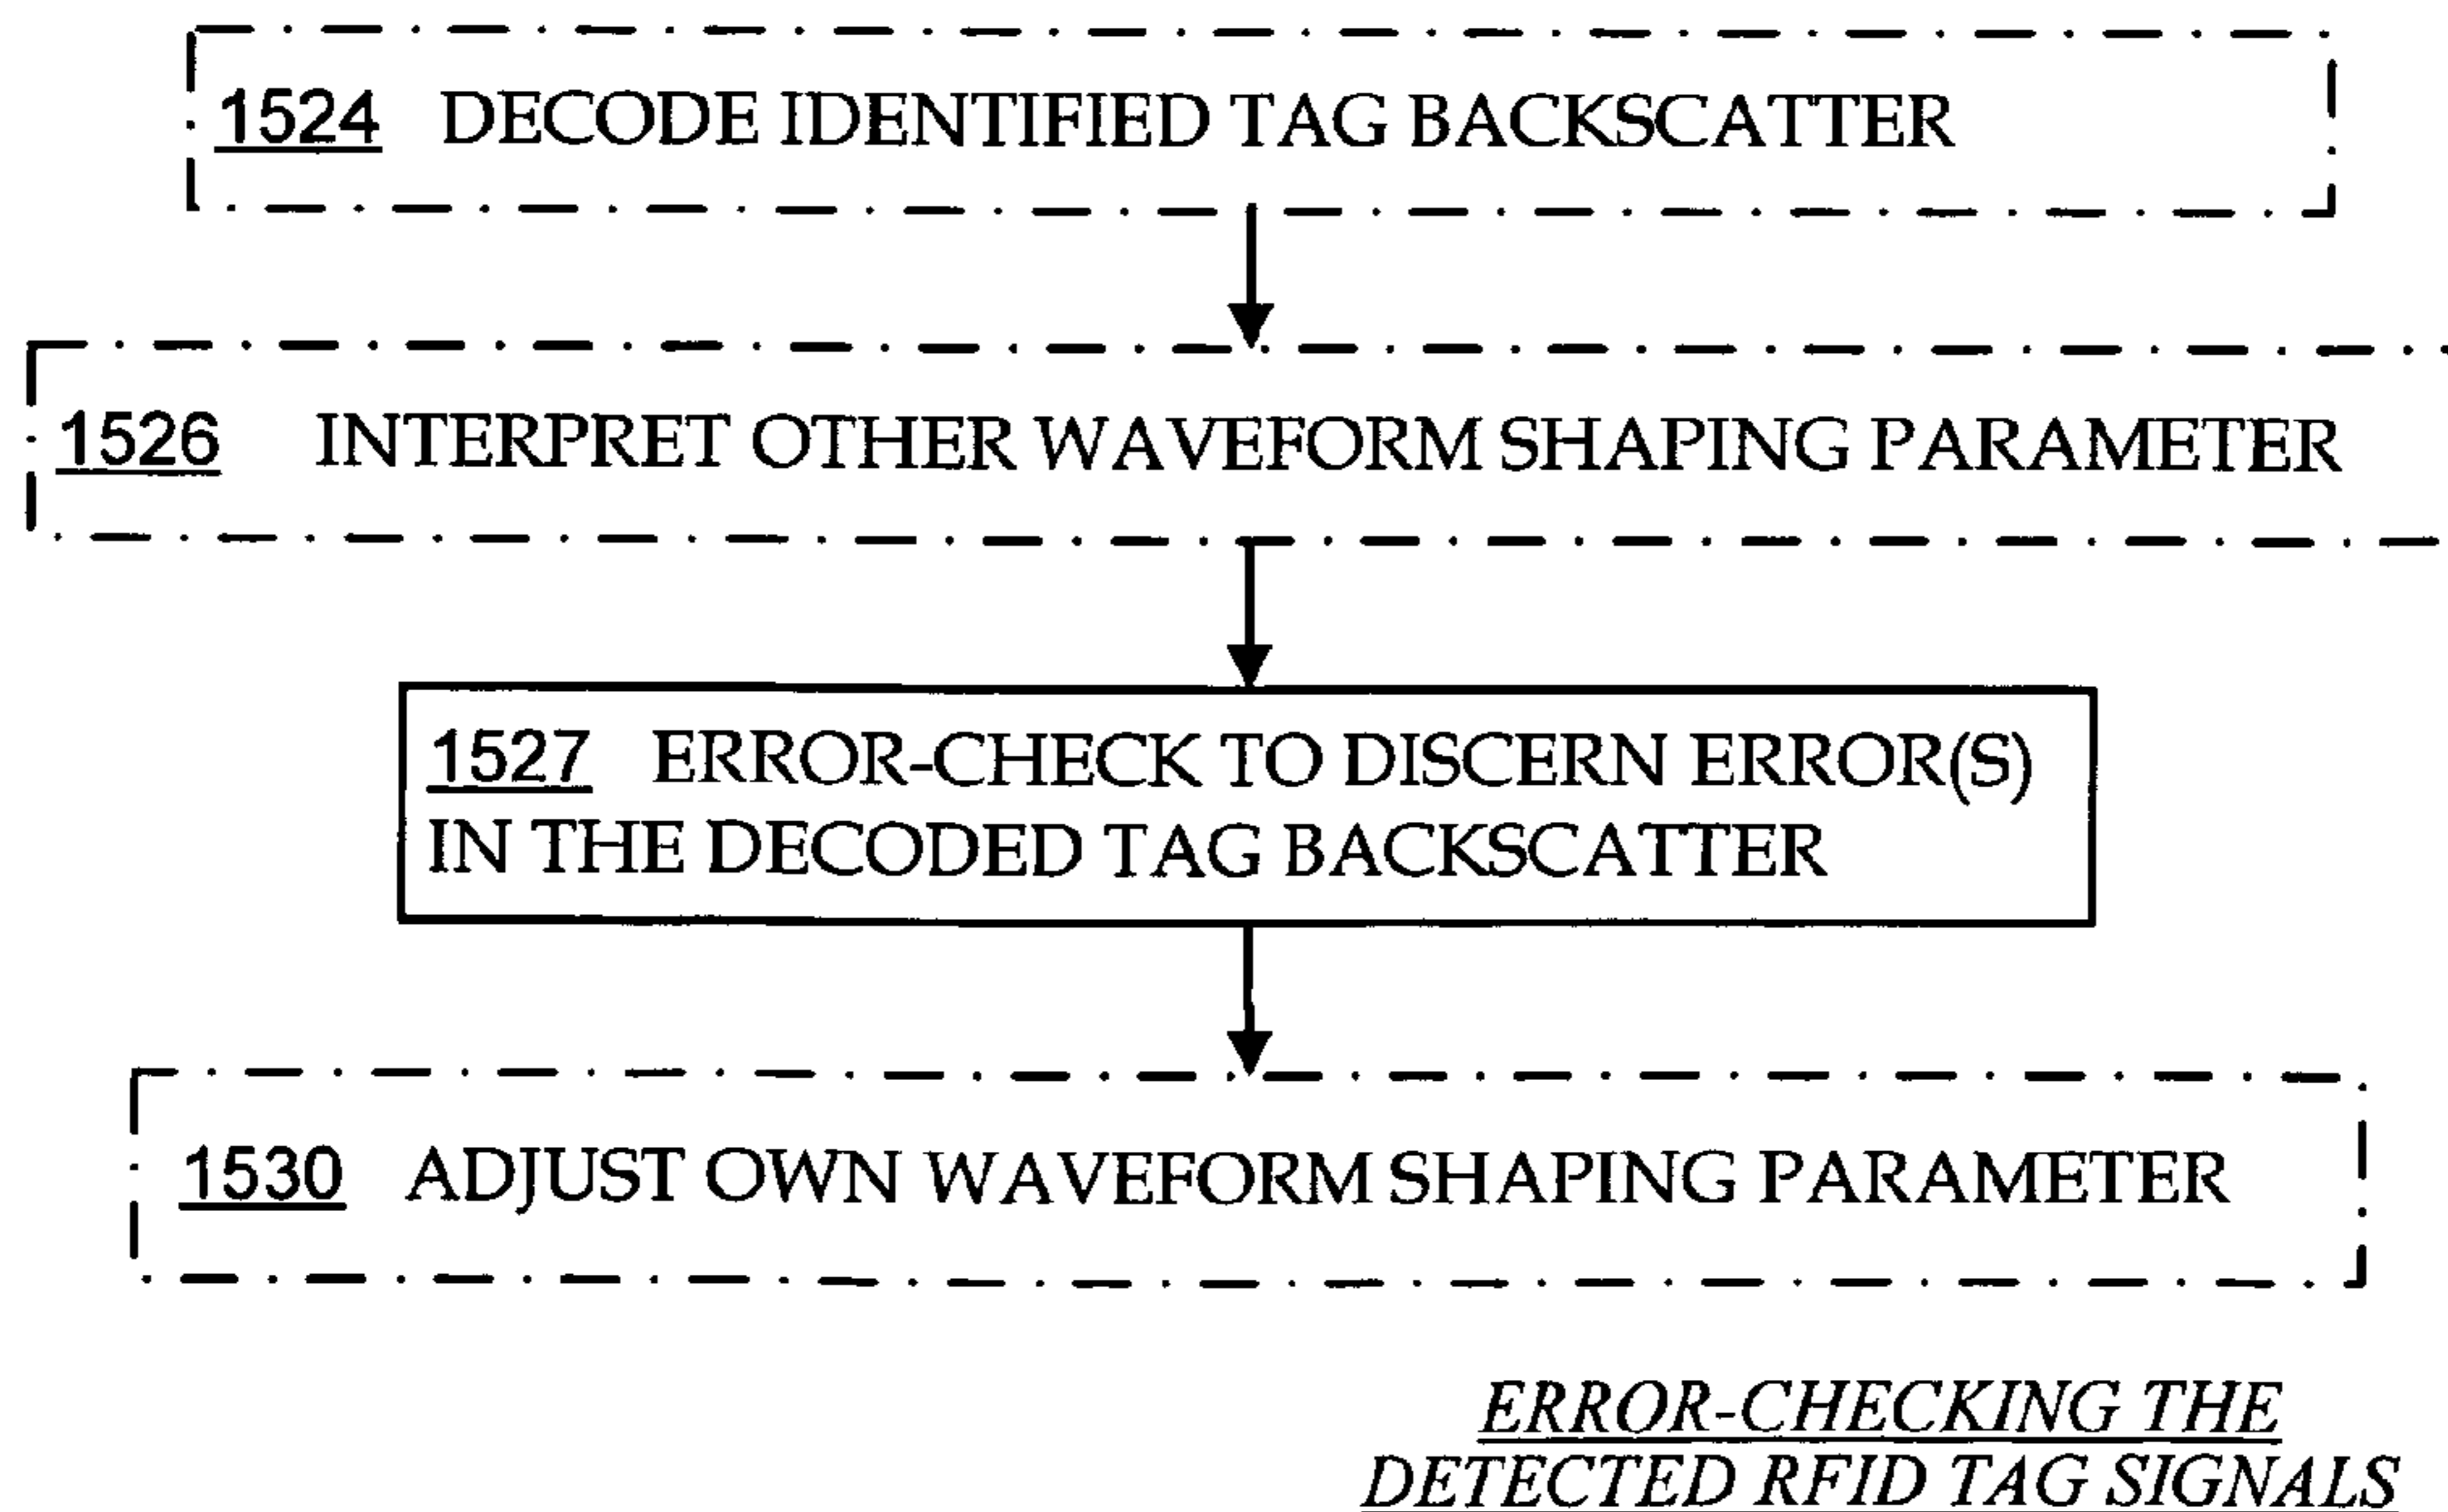 1524 DECODE IDENTIFIED TAG BACKSCATTER
1526 INTERPRET OTHER WAVEFORM SHAPING PARAMETER
1527 ERROR-CHECK TO DISCERN ERROR(S)
IN THE DECODED TAG BACKSCATTER
1530 ADJUST OWN WAVEFORM SHAPING PARAMETER
ERROR-CHECKING THE
DETECTED RFID TAG SIGNALS